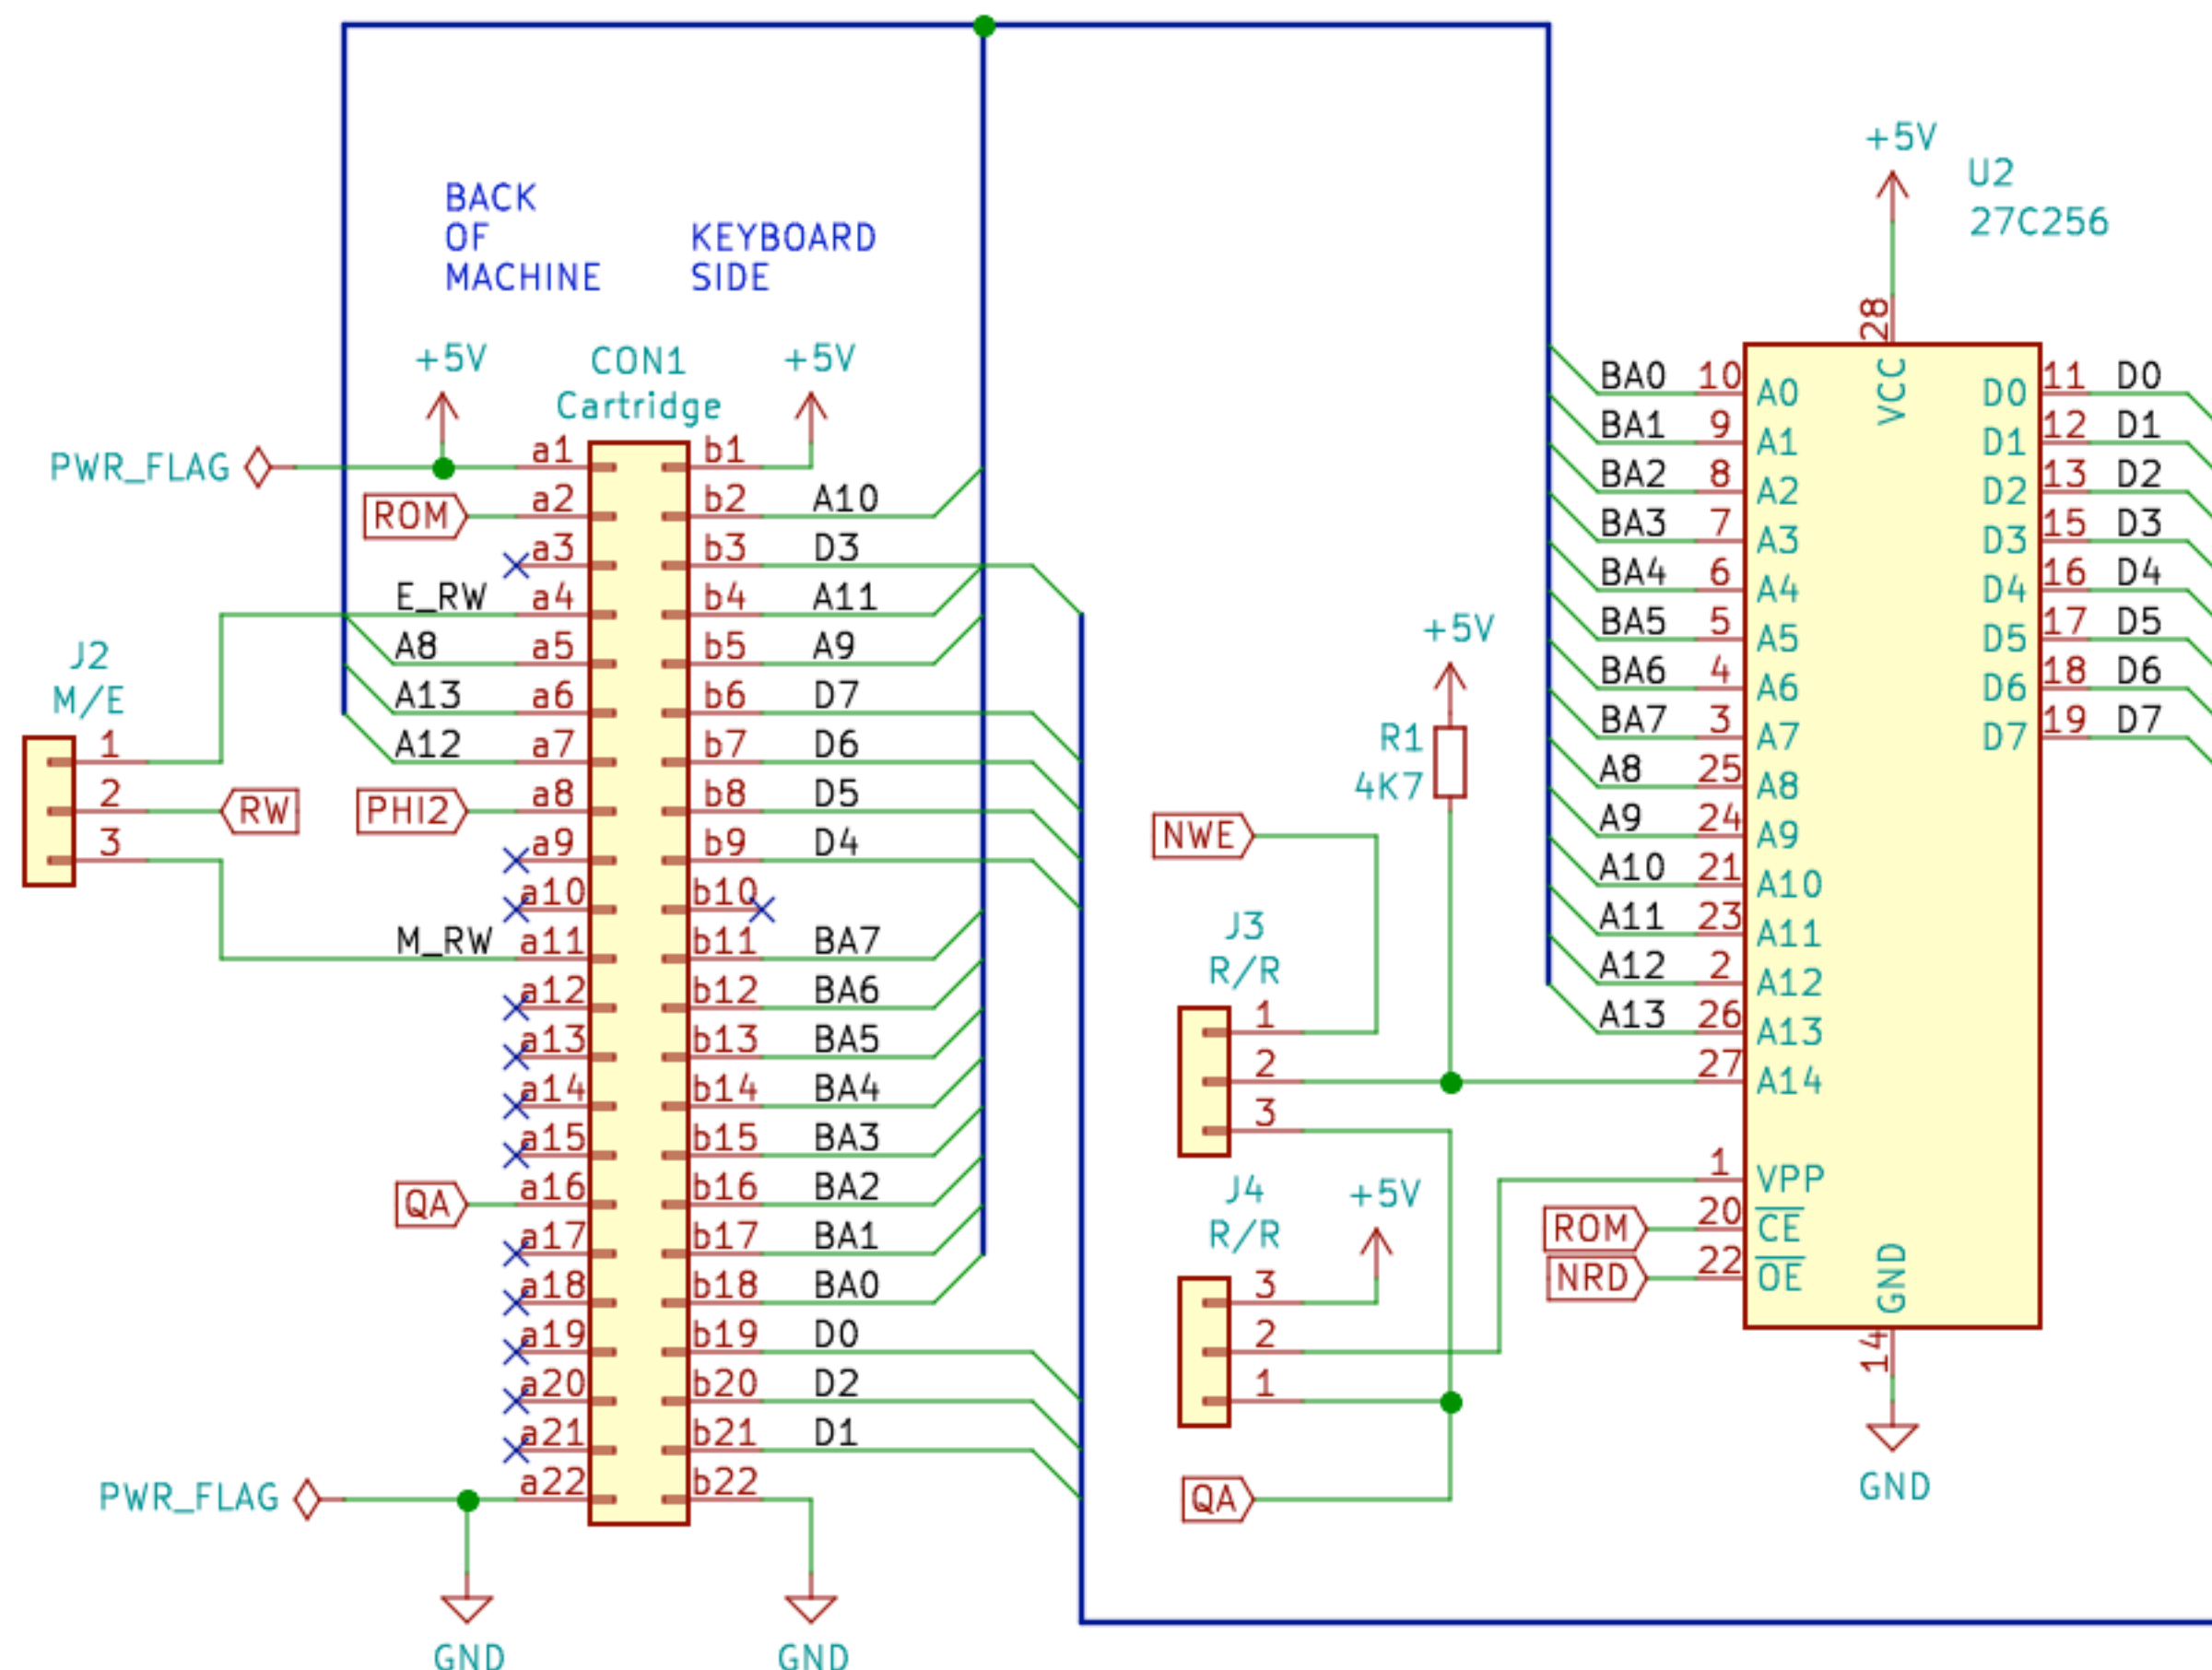 BACK
OF
MACHINE
KEYBOARD
SIDE
+5V
CON1
Cartridge
+5V
PWR_FLAG
a1
b1
ROM
a2
b2
A10
a3
b3
D3
E_RW
a4
b4
A11
A8
a5
b5
A9
A13
a6
b6
D7
A12
a7
b7
D6
PHI2
a8
b8
D5
a9
b9
D4
a10
b10
M_RW
a11
b11
BA7
a12
b12
BA6
a13
b13
BA5
a14
b14
BA4
a15
b15
BA3
QA
a16
b16
BA2
a17
b17
BA1
a18
b18
BA0
a19
b19
D0
a20
b20
D2
a21
b21
D1
PWR_FLAG
a22
b22
GND
GND
J2
M/E
1
2
RW
3
+5V
R1
4K7
NWE
J3
R/R
1
2
3
J4
R/R
+5V
3
2
1
QA
+5V
U2
27C256
28
VCC
BA0 10 A0
BA1 9 A1
BA2 8 A2
BA3 7 A3
BA4 6 A4
BA5 5 A5
BA6 4 A6
BA7 3 A7
A8 25 A8
A9 24 A9
A10 21 A10
A11 23 A11
A12 2 A12
A13 26 A13
27 A14
1 VPP
ROM 20 CE
NRD 22 OE
D0 11 D0
D1 12 D1
D2 13 D2
D3 15 D3
D4 16 D4
D5 17 D5
D6 18 D6
D7 19 D7
GND
14
GND